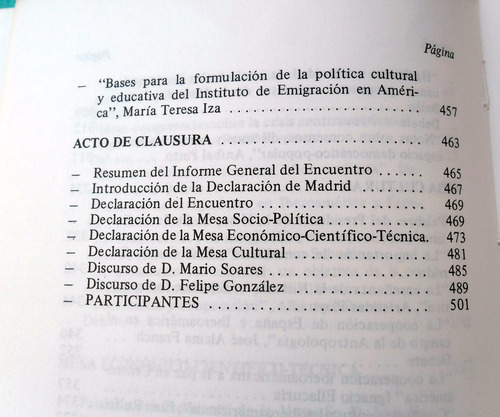 Página
— “Bases para la formulación de la política cultural
y educativa del Instituto de Emigración en Améri-
ca”, María Teresa Iza . . . . . . . . . . . . . . . . . . . . . 457
ACTO DE CLAUSURA . . . . . . . . . . . . . . . . . . . . . . 463
— Resumen del Informe General del Encuentro . . . . . 465
— Introducción de la Declaración de Madrid . . . . . . . 467
— Declaración del Encuentro . . . . . . . . . . . . . . . . . . 469
— Declaración de la Mesa Socio-Política . . . . . . . . . . 469
— Declaración de la Mesa Económico-Científico-Técnica. 473
— Declaración de la Mesa Cultural . . . . . . . . . . . . . . 481
— Discurso de D. Mario Soares . . . . . . . . . . . . . . . . . 485
— Discurso de D. Felipe González . . . . . . . . . . . . . . . 489
— PARTICIPANTES . . . . . . . . . . . . . . . . . . . . . . . . 501